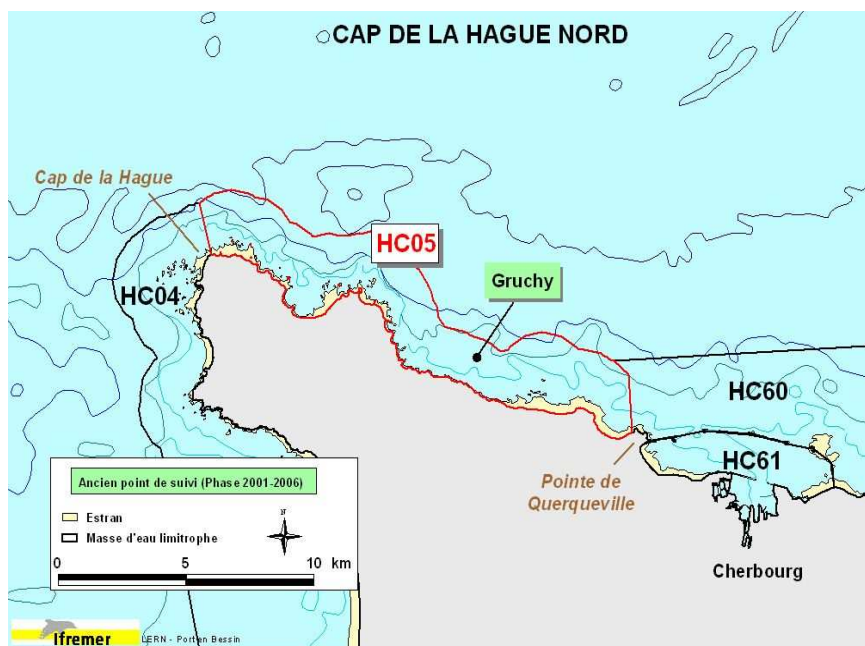 CAP DE LA HAGUE NORD
Cap de la Hague
HC05
HC04
Gruchy
HC60
HC61
Pointe de
Querqueville
Cherbourg
Ancien point de suivi (Phase 2001-2006)
Estran
Masse d'eau limitrophe
N
0 5 10 km
Ifremer
LERN - Port en Bessin